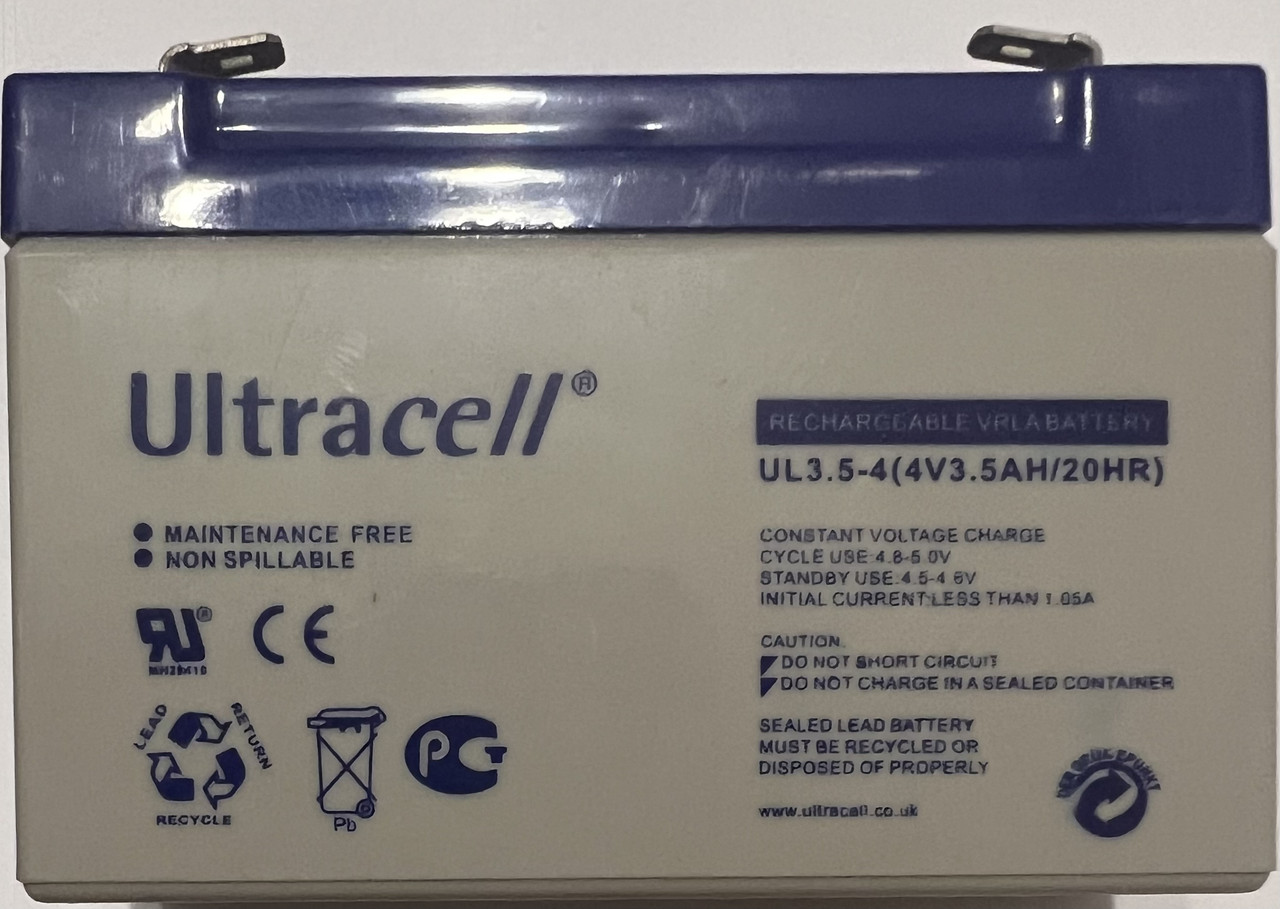 Ultracell®
RECHARGEABLE VRLA BATTERY
UL3.5-4(4V3.5AH/20HR)
MAINTENANCE FREE
NON SPILLABLE
CONSTANT VOLTAGE CHARGE
CYCLE USE:4.8-5.0V
STANDBY USE:4.5-4.6V
INITIAL CURRENT:LESS THAN 1.05A
CE
CAUTION:
DO NOT SHORT CIRCUIT
DO NOT CHARGE IN A SEALED CONTAINER
LEAD
RETURN
RECYCLE
Pb
PCT
SEALED LEAD BATTERY
MUST BE RECYCLED OR
DISPOSED OF PROPERLY
www.ultracell.co.uk